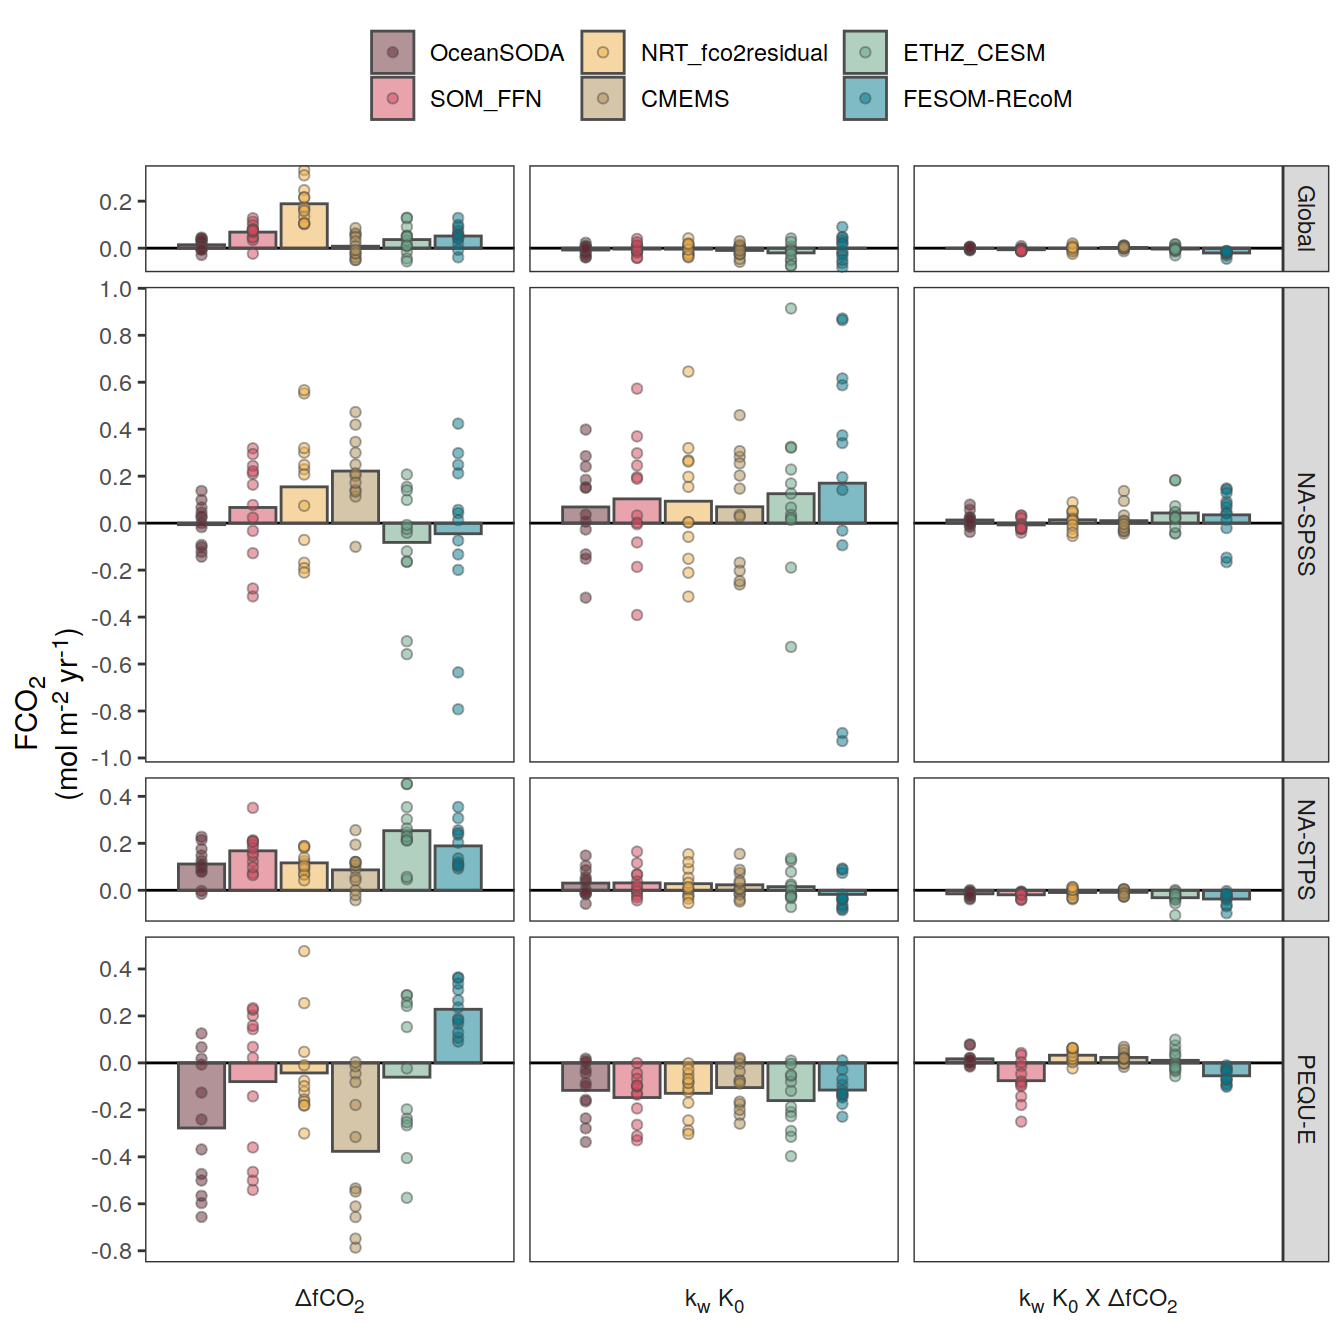 OceanSODA NRT_fco2residual ETHZ_CESM
SOM_FFN CMEMS FESOM-REcoM
FCO2
(mol m-2 yr-1)
0.2
0.0
Global
1.0
0.8
0.6
0.4
0.2
0.0
-0.2
-0.4
-0.6
-0.8
-1.0
NA-SPSS
0.4
0.2
0.0
NA-STPS
0.4
0.2
0.0
-0.2
-0.4
-0.6
-0.8
PEQU-E
ΔfCO2 kw K0 kw K0 X ΔfCO2